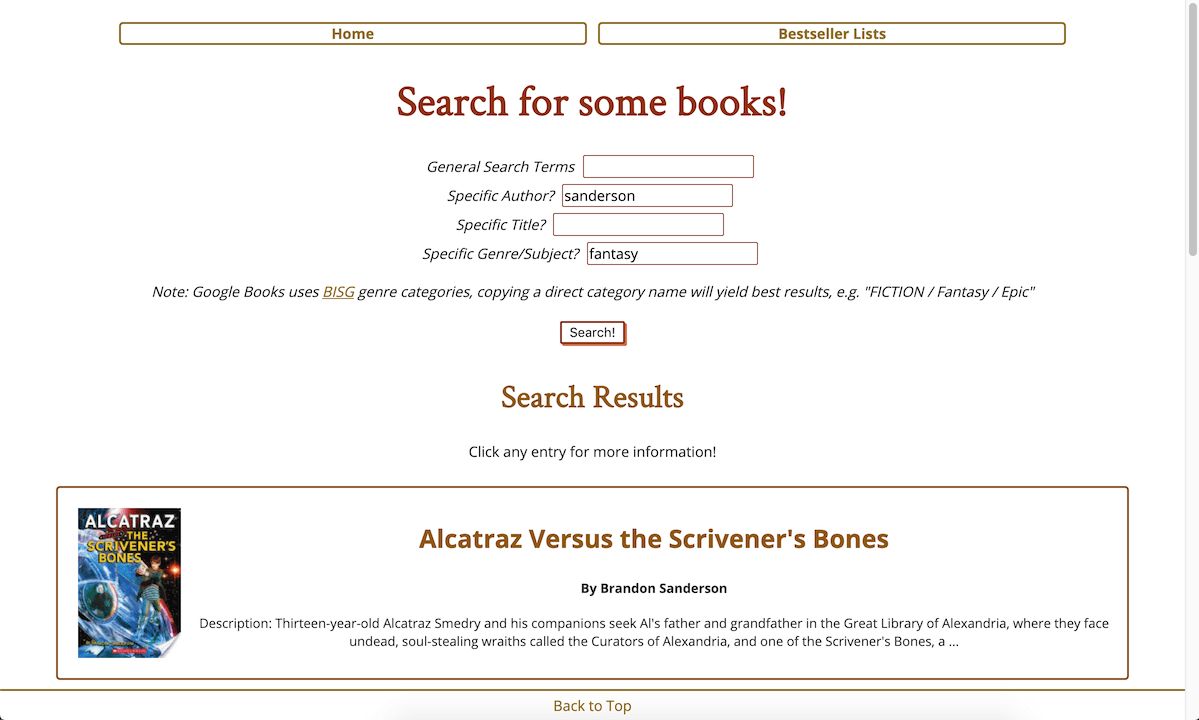 Home
Bestseller Lists
Search for some books!
General Search Terms
Specific Author? sanderson
Specific Title?
Specific Genre/Subject? fantasy
Note: Google Books uses BISG genre categories, copying a direct category name will yield best results, e.g. "FICTION / Fantasy / Epic"
Search!
Search Results
Click any entry for more information!
ALCATRAZ
THE
SCRIVENER'S
BONES
Alcatraz Versus the Scrivener's Bones
By Brandon Sanderson
Description: Thirteen-year-old Alcatraz Smedry and his companions seek Al's father and grandfather in the Great Library of Alexandria, where they face
undead, soul-stealing wraiths called the Curators of Alexandria, and one of the Scrivener's Bones, a ...
Back to Top